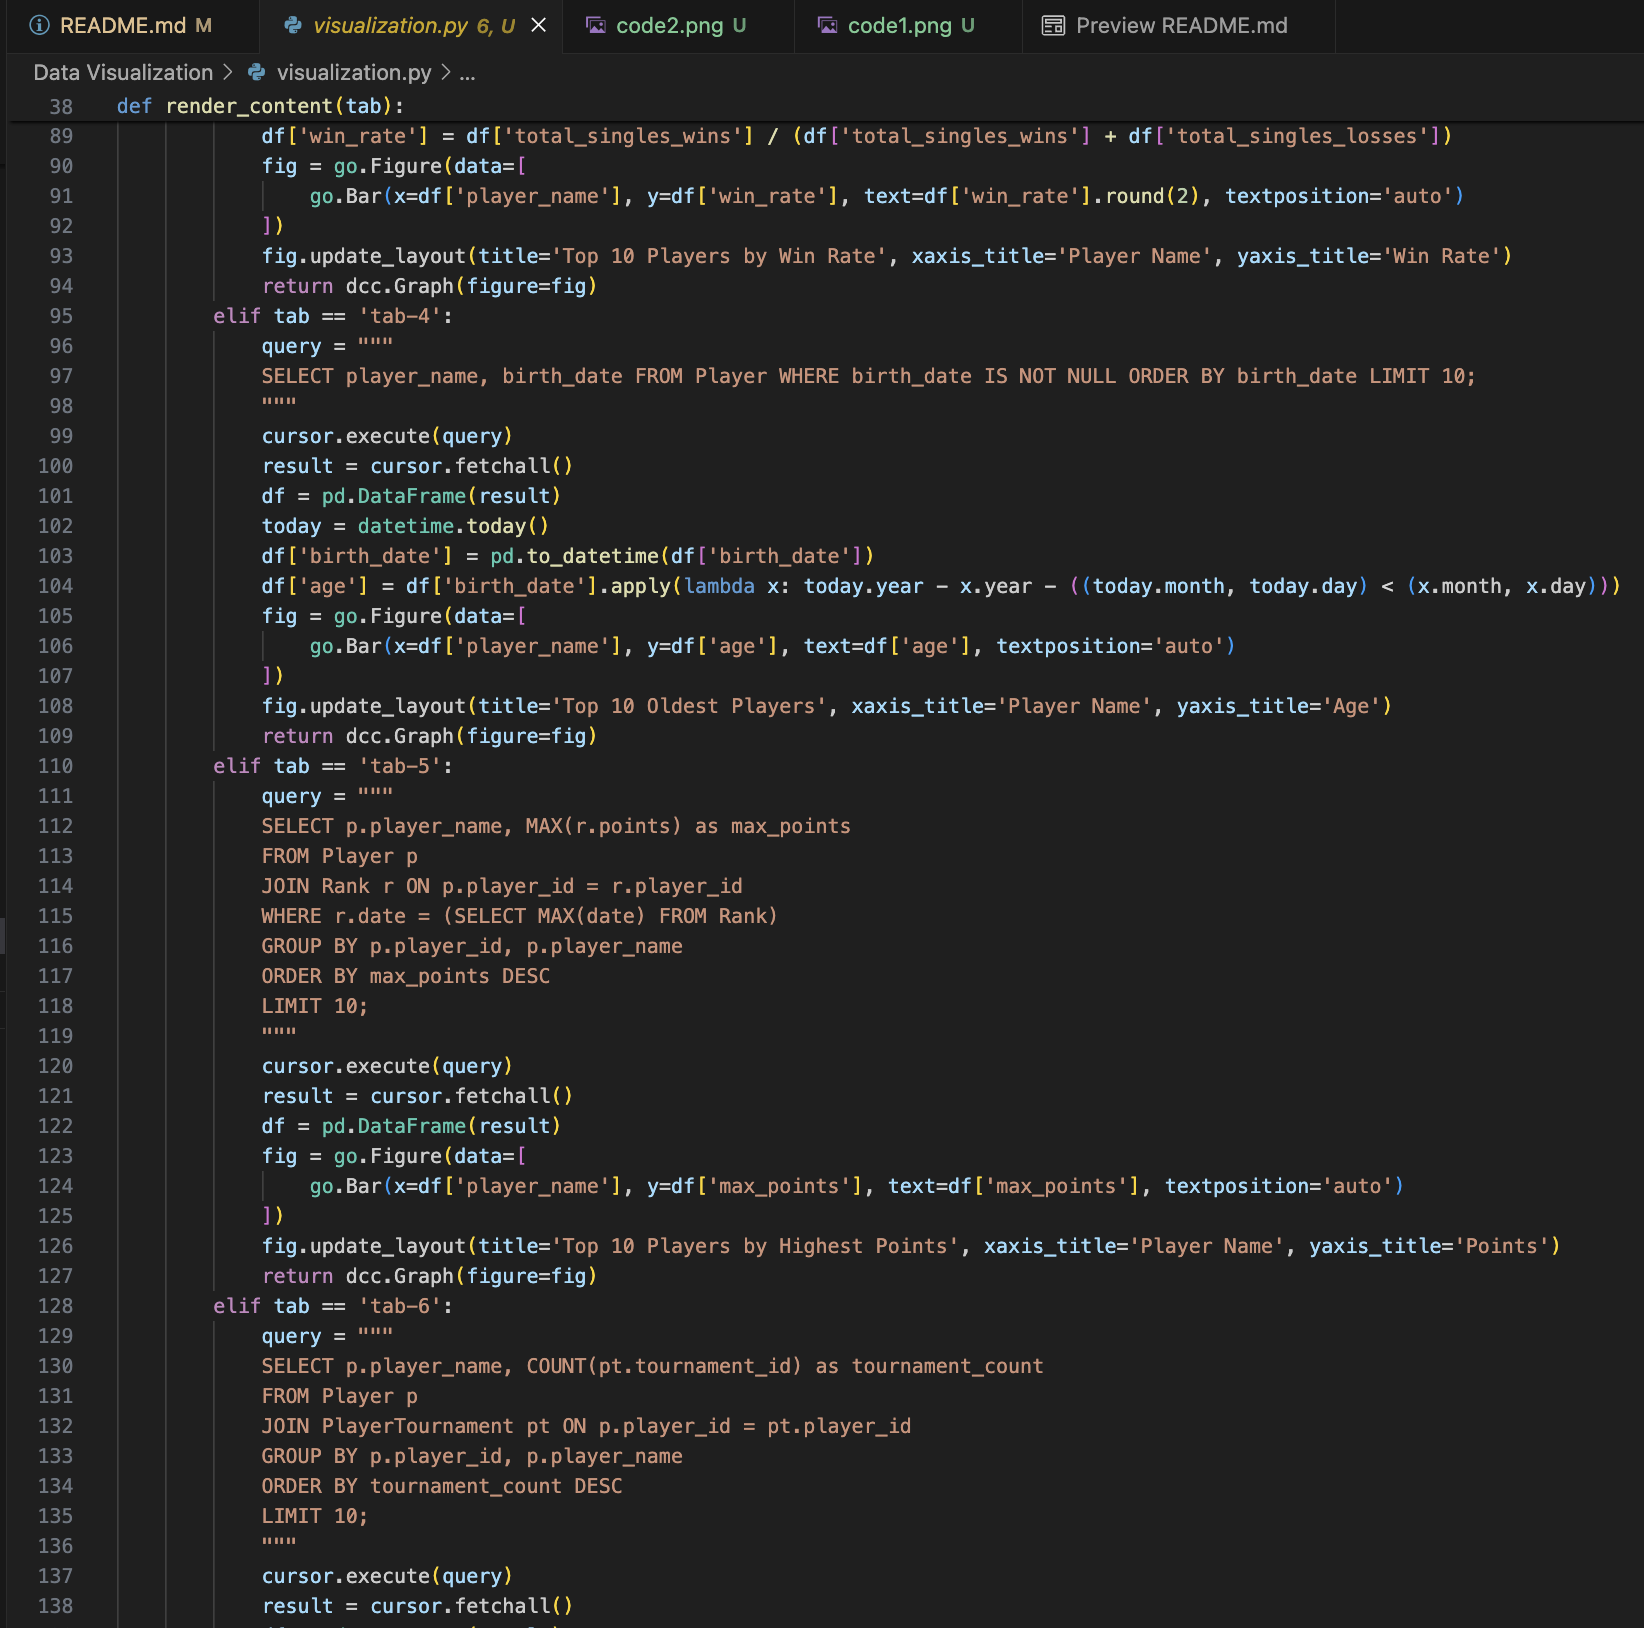 README.md M visualization.py 6, U code2.png U code1.png U Preview README.md
Data Visualization > visualization.py > ...
38 def render_content(tab):
89 df['win_rate'] = df['total_singles_wins'] / (df['total_singles_wins'] + df['total_singles_losses'])
90 fig = go.Figure(data=[
91 go.Bar(x=df['player_name'], y=df['win_rate'], text=df['win_rate'].round(2), textposition='auto')
92 ])
93 fig.update_layout(title='Top 10 Players by Win Rate', xaxis_title='Player Name', yaxis_title='Win Rate')
94 return dcc.Graph(figure=fig)
95 elif tab == 'tab-4':
96 query = """
97 SELECT player_name, birth_date FROM Player WHERE birth_date IS NOT NULL ORDER BY birth_date LIMIT 10;
98 """
99 cursor.execute(query)
100 result = cursor.fetchall()
101 df = pd.DataFrame(result)
102 today = datetime.today()
103 df['birth_date'] = pd.to_datetime(df['birth_date'])
104 df['age'] = df['birth_date'].apply(lambda x: today.year - x.year - ((today.month, today.day) < (x.month, x.day)))
105 fig = go.Figure(data=[
106 go.Bar(x=df['player_name'], y=df['age'], text=df['age'], textposition='auto')
107 ])
108 fig.update_layout(title='Top 10 Oldest Players', xaxis_title='Player Name', yaxis_title='Age')
109 return dcc.Graph(figure=fig)
110 elif tab == 'tab-5':
111 query = """
112 SELECT p.player_name, MAX(r.points) as max_points
113 FROM Player p
114 JOIN Rank r ON p.player_id = r.player_id
115 WHERE r.date = (SELECT MAX(date) FROM Rank)
116 GROUP BY p.player_id, p.player_name
117 ORDER BY max_points DESC
118 LIMIT 10;
119 """
120 cursor.execute(query)
121 result = cursor.fetchall()
122 df = pd.DataFrame(result)
123 fig = go.Figure(data=[
124 go.Bar(x=df['player_name'], y=df['max_points'], text=df['max_points'], textposition='auto')
125 ])
126 fig.update_layout(title='Top 10 Players by Highest Points', xaxis_title='Player Name', yaxis_title='Points')
127 return dcc.Graph(figure=fig)
128 elif tab == 'tab-6':
129 query = """
130 SELECT p.player_name, COUNT(pt.tournament_id) as tournament_count
131 FROM Player p
132 JOIN PlayerTournament pt ON p.player_id = pt.player_id
133 GROUP BY p.player_id, p.player_name
134 ORDER BY tournament_count DESC
135 LIMIT 10;
136 """
137 cursor.execute(query)
138 result = cursor.fetchall()